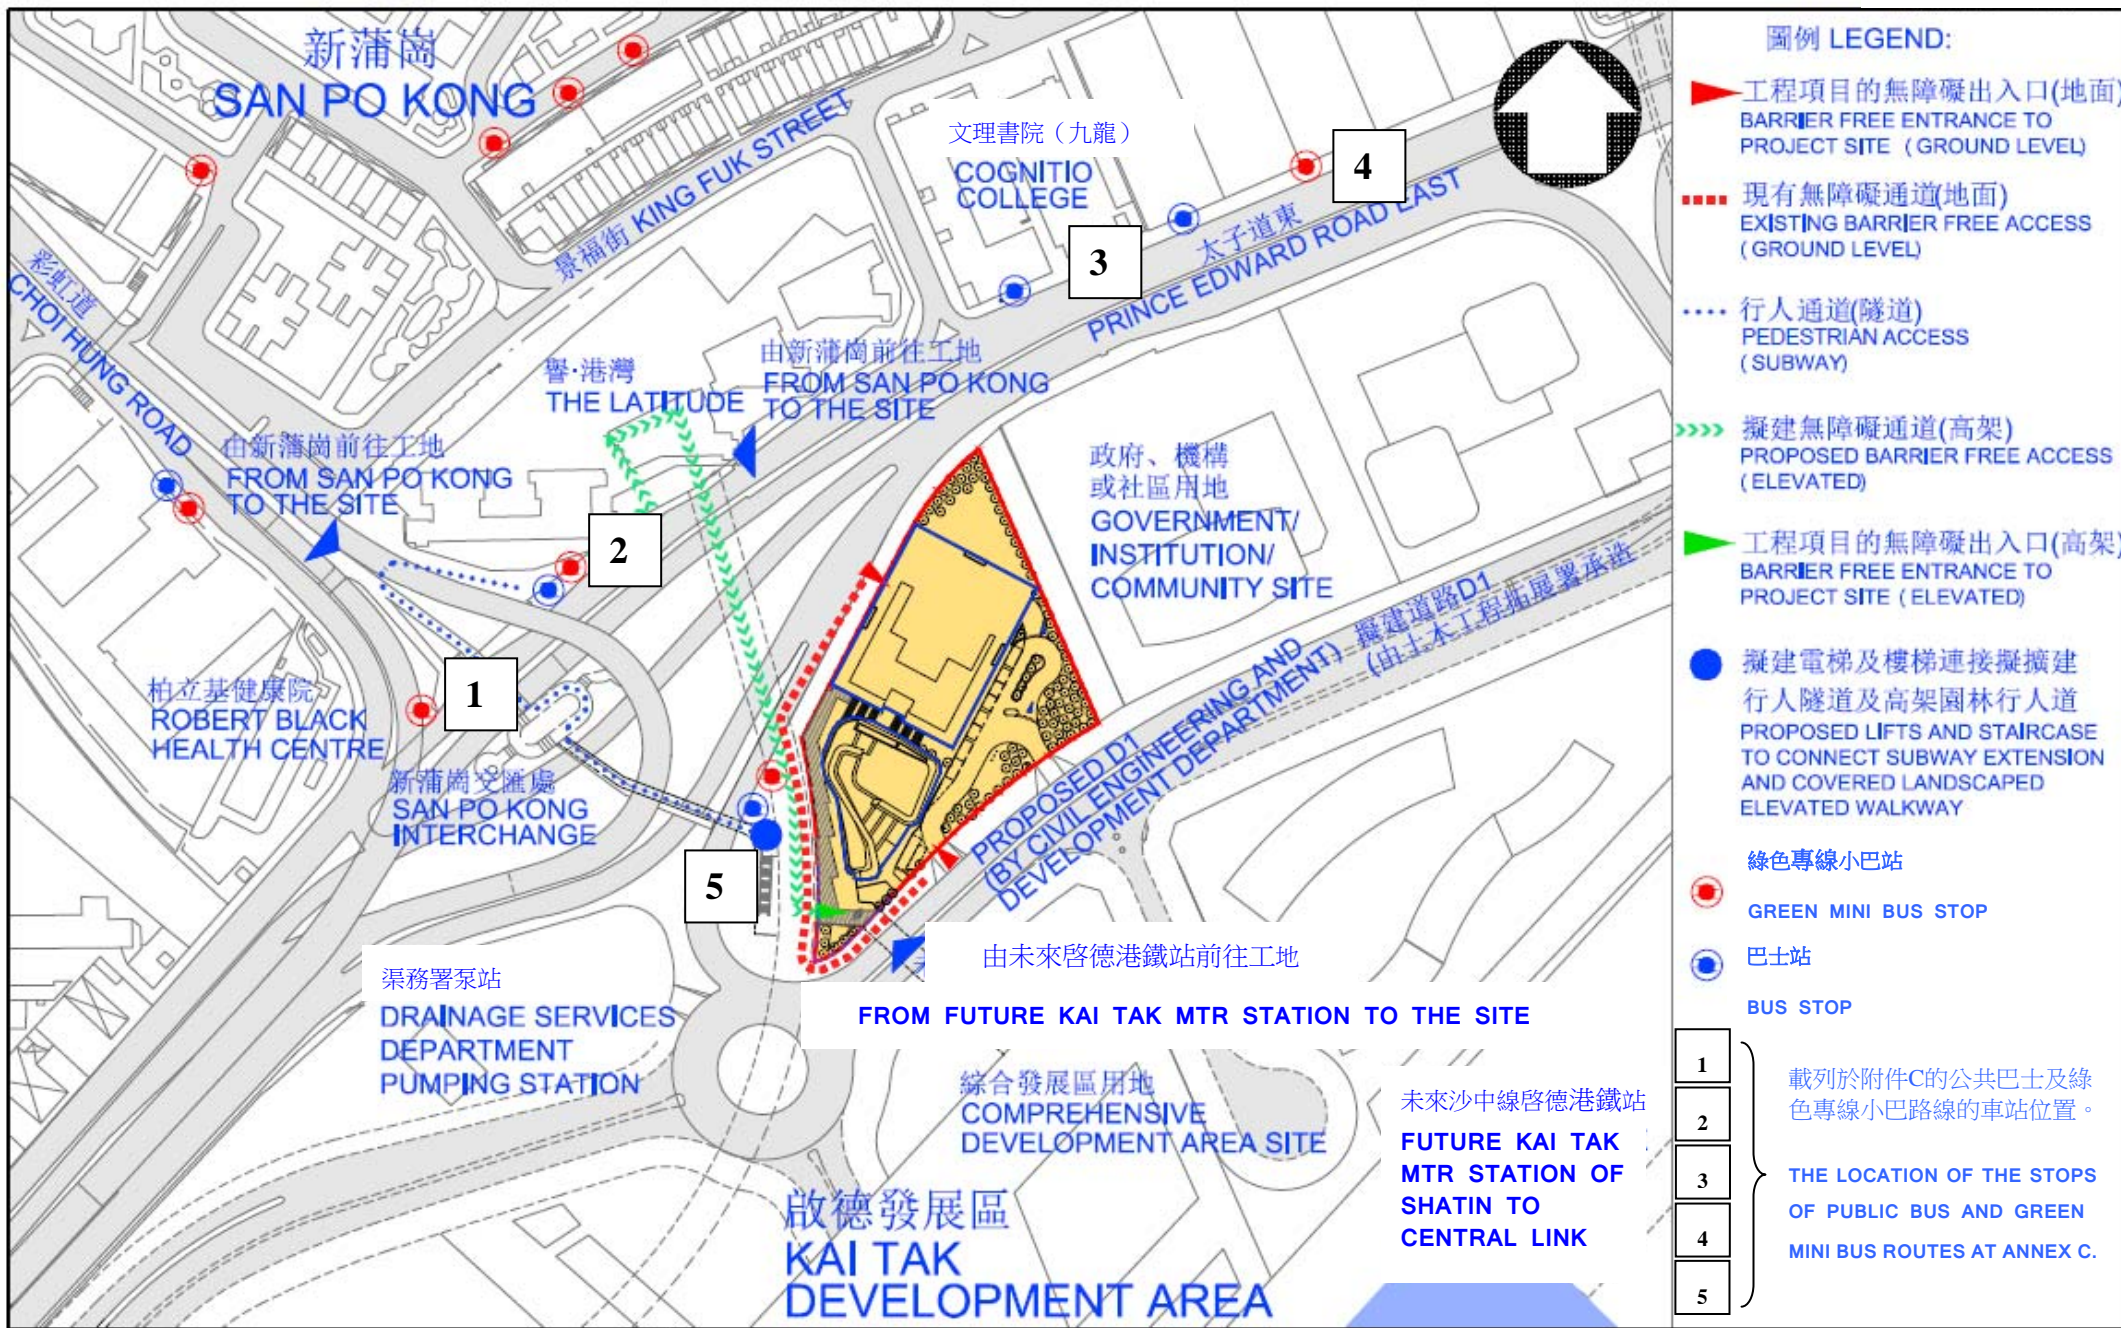 新蒲崗
SAN PO KONG
景福街 KING FUK STREET
文理書院（九龍）
COGNITIO
COLLEGE
4
3
太子道東
PRINCE EDWARD ROAD EAST
彩虹道
CHOI HUNG ROAD
譽‧港灣
THE LATITUDE
由新蒲崗前往工地
FROM SAN PO KONG
TO THE SITE
由新蒲崗前往工地
FROM SAN PO KONG
TO THE SITE
2
政府、機構
或社區用地
GOVERNMENT/
INSTITUTION/
COMMUNITY SITE
柏立基健康院
ROBERT BLACK
HEALTH CENTRE
1
新蒲崗交匯處
SAN PO KONG
INTERCHANGE
5
擬建道路D1
(由土木工程拓展署承造)
PROPOSED D1
(BY CIVIL ENGINEERING AND
DEVELOPMENT DEPARTMENT)
渠務署泵站
DRAINAGE SERVICES
DEPARTMENT
PUMPING STATION
由未來啓德港鐵站前往工地
FROM FUTURE KAI TAK MTR STATION TO THE SITE
綜合發展區用地
COMPREHENSIVE
DEVELOPMENT AREA SITE
未來沙中線啓德港鐵站
FUTURE KAI TAK
MTR STATION OF
SHATIN TO
CENTRAL LINK
啟德發展區
KAI TAK
DEVELOPMENT AREA
圖例 LEGEND:
工程項目的無障礙出入口(地面)
BARRIER FREE ENTRANCE TO
PROJECT SITE (GROUND LEVEL)
現有無障礙通道(地面)
EXISTING BARRIER FREE ACCESS
(GROUND LEVEL)
行人通道(隧道)
PEDESTRIAN ACCESS
(SUBWAY)
擬建無障礙通道(高架)
PROPOSED BARRIER FREE ACCESS
(ELEVATED)
工程項目的無障礙出入口(高架)
BARRIER FREE ENTRANCE TO
PROJECT SITE (ELEVATED)
擬建電梯及樓梯連接擬擴建
行人隧道及高架園林行人道
PROPOSED LIFTS AND STAIRCASE
TO CONNECT SUBWAY EXTENSION
AND COVERED LANDSCAPED
ELEVATED WALKWAY
綠色專線小巴站
GREEN MINI BUS STOP
巴士站
BUS STOP
1
2
3
4
5
載列於附件C的公共巴士及綠
色專線小巴路線的車站位置。
THE LOCATION OF THE STOPS
OF PUBLIC BUS AND GREEN
MINI BUS ROUTES AT ANNEX C.